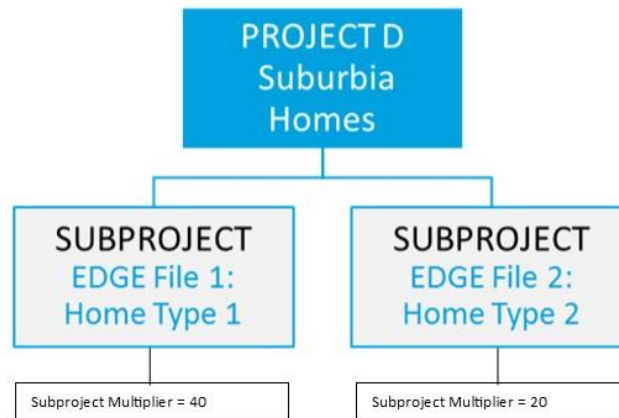 PROJECT D
Suburbia
Homes
SUBPROJECT
EDGE File 1:
Home Type 1
SUBPROJECT
EDGE File 2:
Home Type 2
Subproject Multiplier = 40
Subproject Multiplier = 20